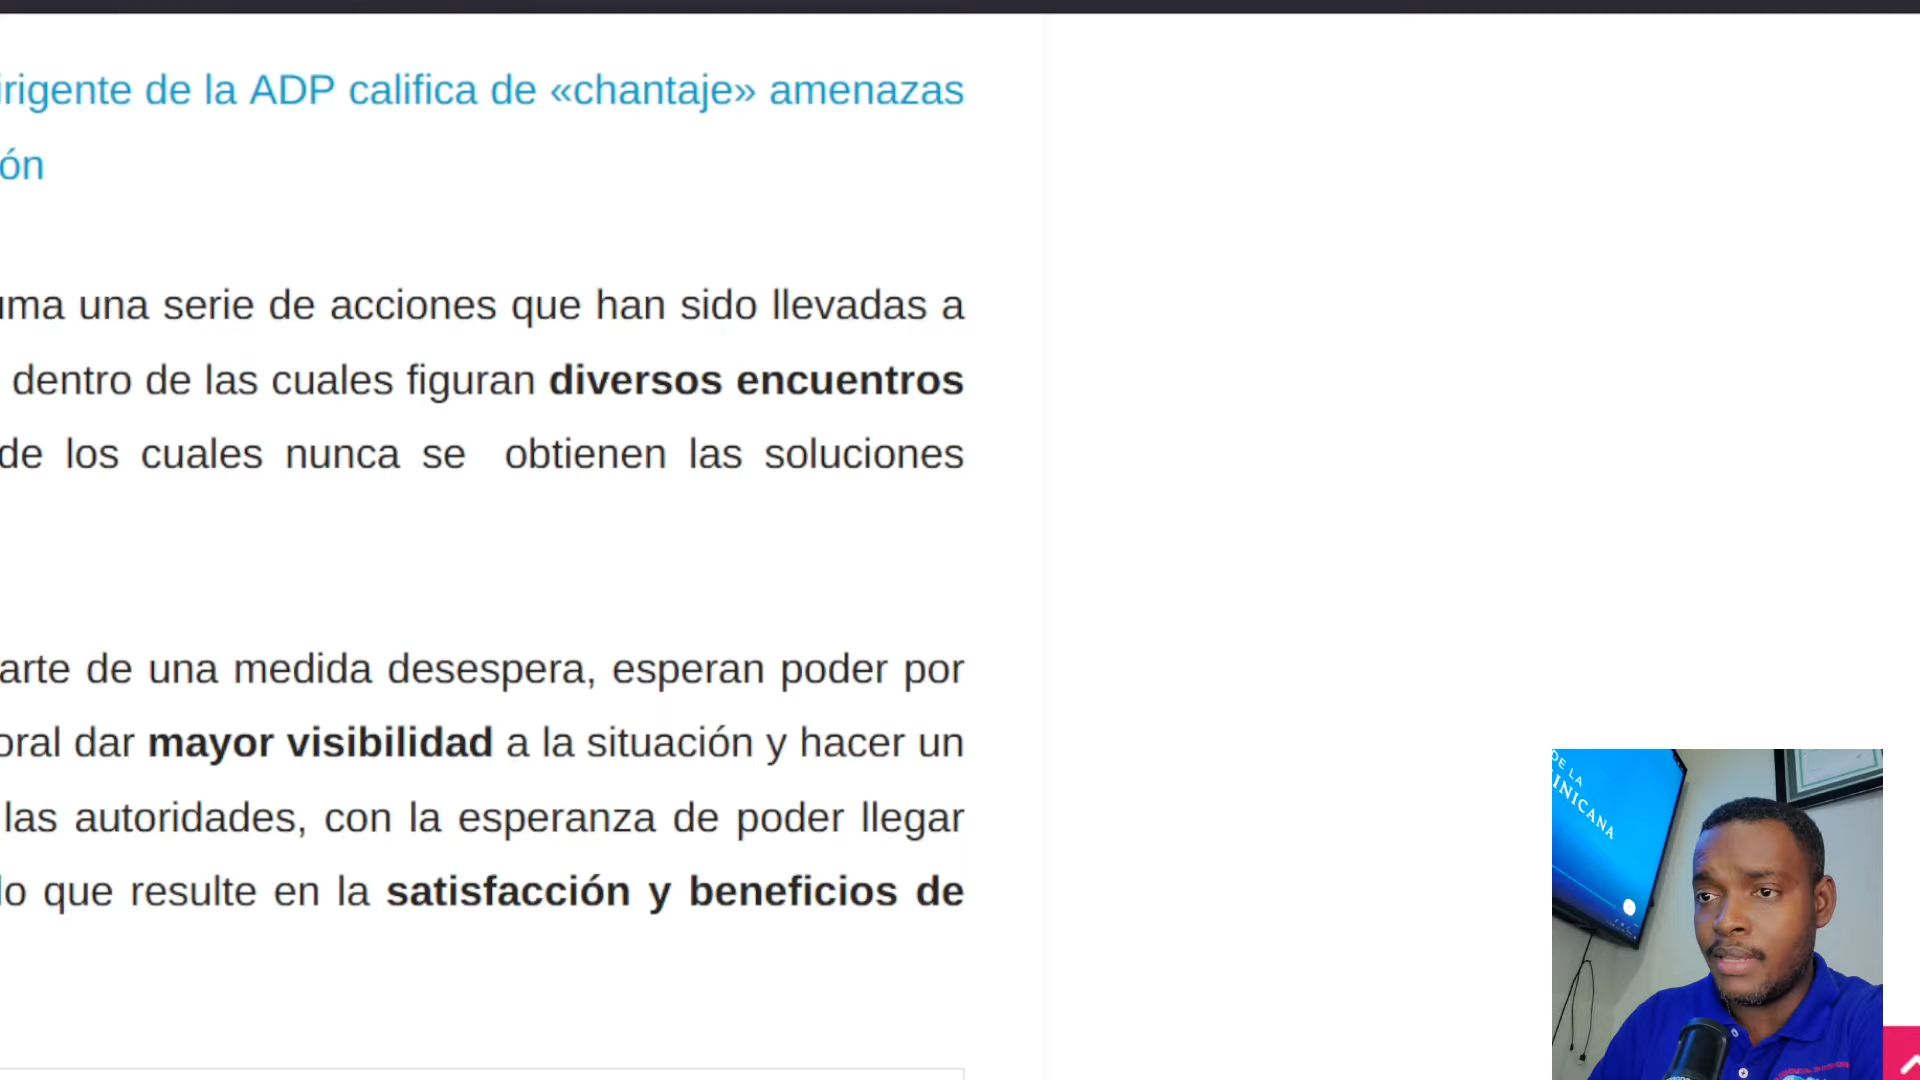 irigente de la ADP califica de «chantaje» amenazas
ón
uma una serie de acciones que han sido llevadas a
dentro de las cuales figuran diversos encuentros
de los cuales nunca se obtienen las soluciones
arte de una medida desespera, esperan poder por
oral dar mayor visibilidad a la situación y hacer un
las autoridades, con la esperanza de poder llegar
lo que resulte en la satisfacción y beneficios de
DE LA
INICANA